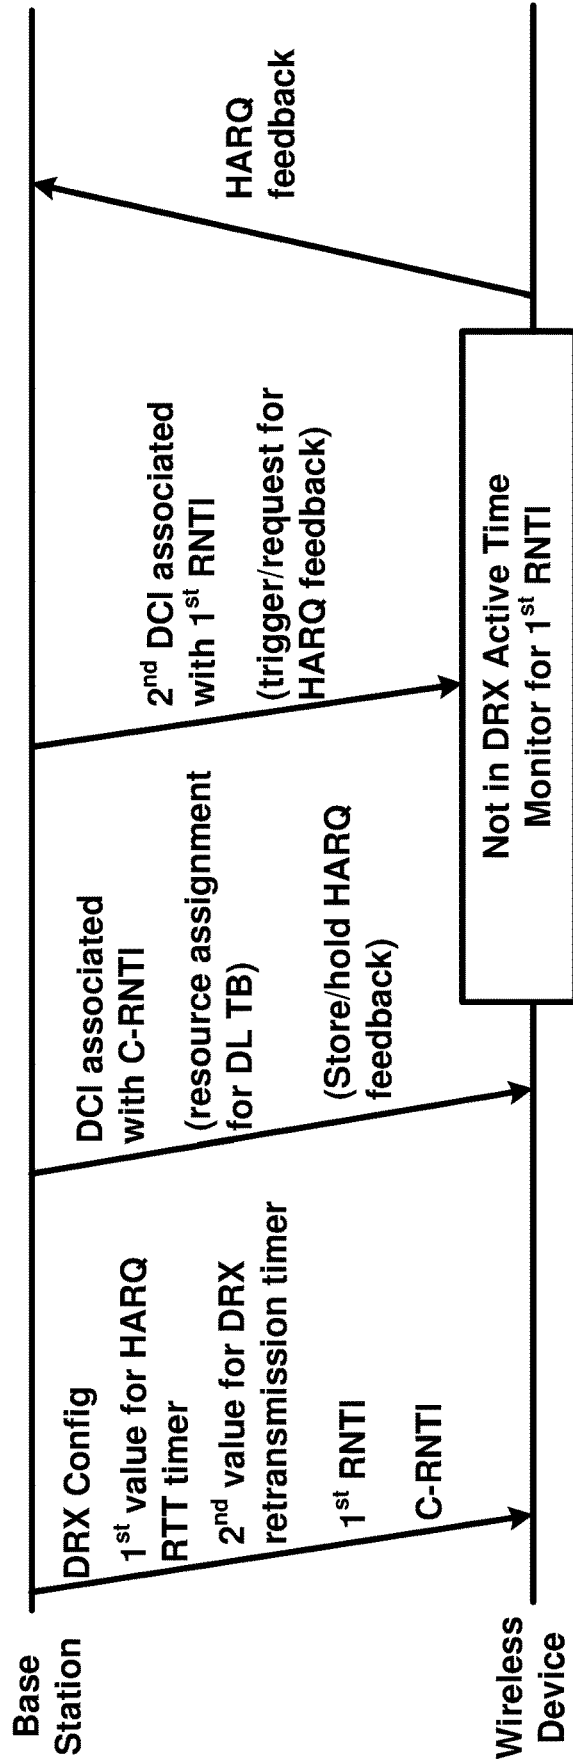 Base
Station
Wireless
Device
DRX Config
1st value for HARQ
RTT timer
2nd value for DRX
retransmission timer
1st RNTI
C-RNTI
DCI associated
with C-RNTI
(resource assignment
for DL TB)
(Store/hold HARQ
feedback)
2nd DCI associated
with 1st RNTI
(trigger/request for
HARQ feedback)
Not in DRX Active Time
Monitor for 1st RNTI
HARQ
feedback